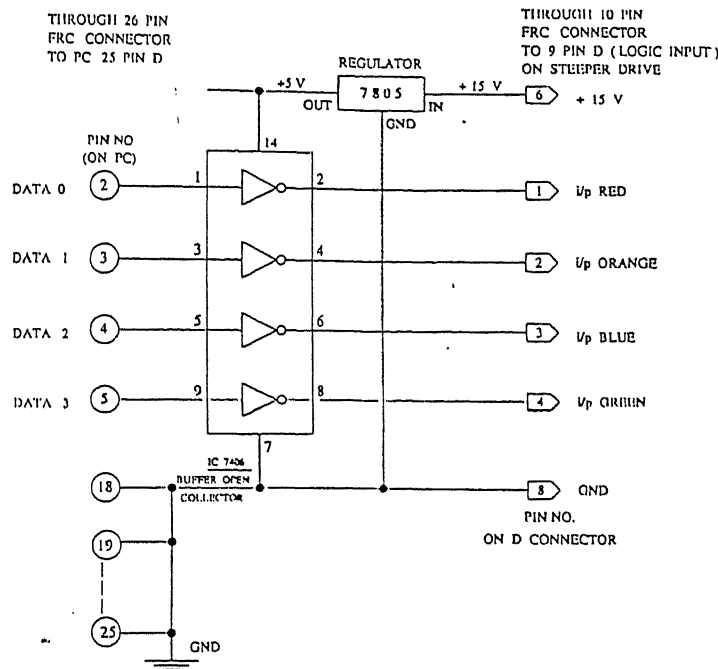 THROUGH 26 PIN
FRC CONNECTOR
TO PC 25 PIN D
THROUGH 10 PIN
FRC CONNECTOR
TO 9 PIN D ( LOGIC INPUT )
ON STEEPER DRIVE
REGULATOR
+5 V
OUT
7805
IN
+ 15 V
6
+ 15 V
GND
PIN NO
(ON PC)
14
DATA 0
2
1
2
1
i/p RED
DATA 1
3
3
4
2
i/p ORANGE
DATA 2
4
5
6
3
i/p BLUE
DATA 3
5
9
8
4
i/p GREEN
7
IC 7406
BUFFER OPEN
COLLECTOR
18
8
GND
PIN NO.
ON D CONNECTOR
19
25
GND